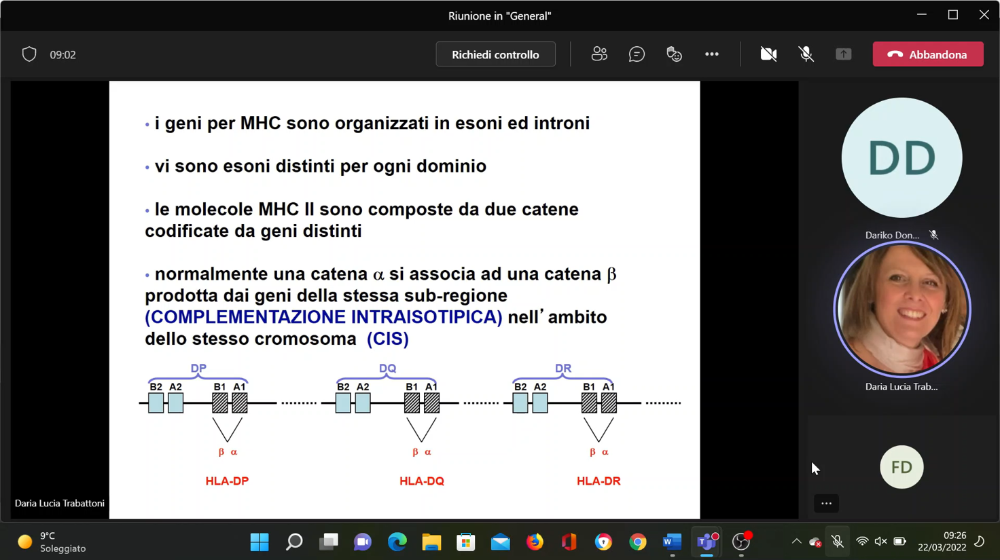 Riunione in "General"
09:02
Richiedi controllo
Abbandona
• i geni per MHC sono organizzati in esoni ed introni
• vi sono esoni distinti per ogni dominio
• le molecole MHC II sono composte da due catene
codificate da geni distinti
• normalmente una catena α si associa ad una catena β
prodotta dai geni della stessa sub-regione
(COMPLEMENTAZIONE INTRAISOTIPICA) nell’ambito
dello stesso cromosoma (CIS)
DP DQ DR
B2 A2 B1 A1 B2 A2 B1 A1 B2 A2 B1 A1
β α β α β α
HLA-DP HLA-DQ HLA-DR
Daria Lucia Trabattoni
DD
Dariko Don...
Daria Lucia Trab...
FD
9°C
Soleggiato
09:26
22/03/2022